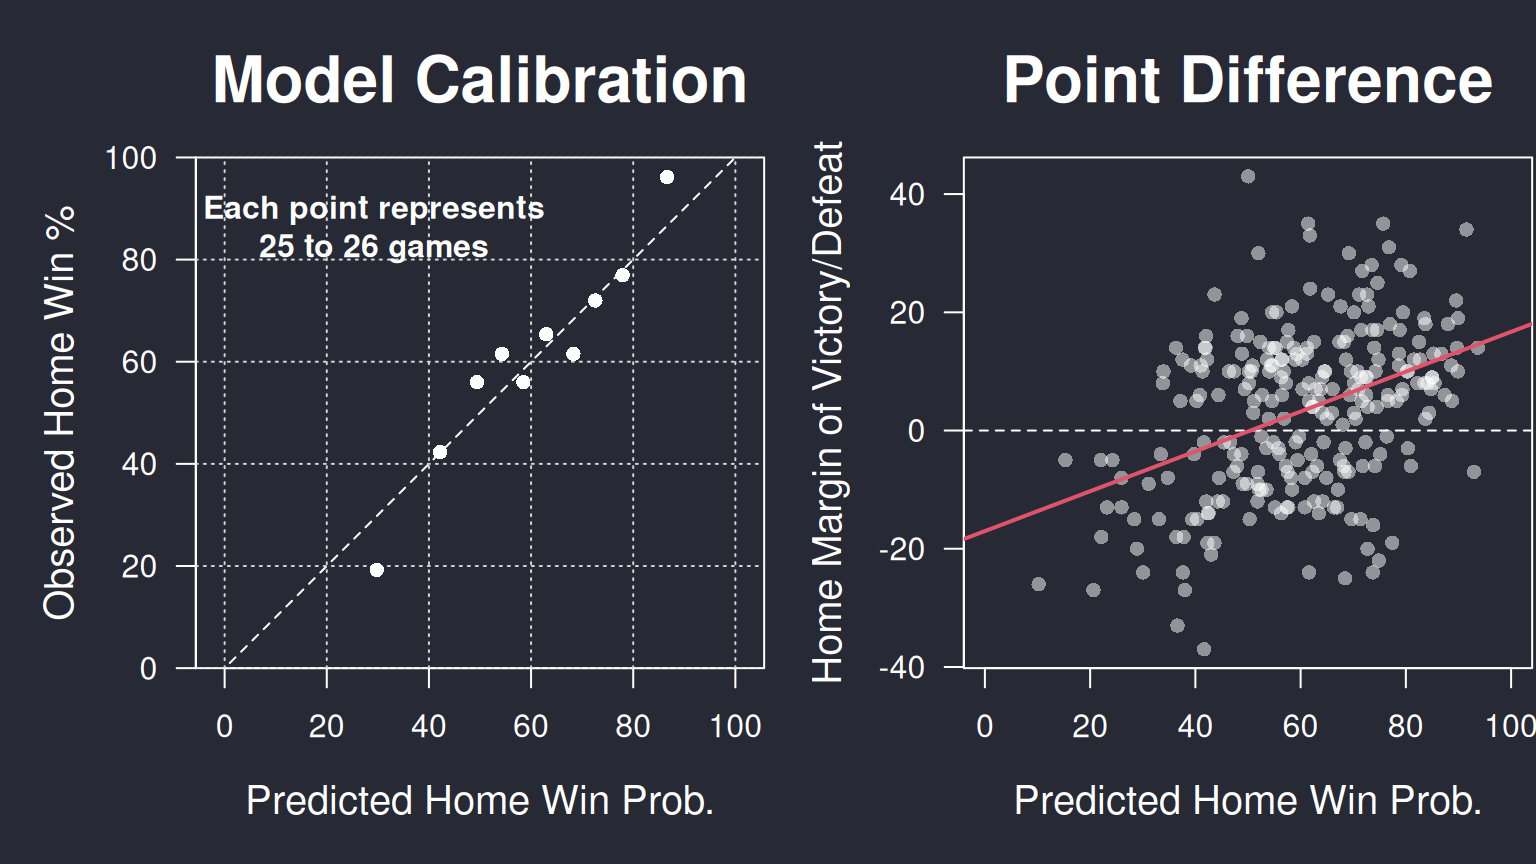 Model Calibration
Observed Home Win %
100
80
60
40
20
0
Each point represents
25 to 26 games
0 20 40 60 80 100
Predicted Home Win Prob.
Point Difference
Home Margin of Victory/Defeat
40
20
0
-20
-40
0 20 40 60 80 100
Predicted Home Win Prob.